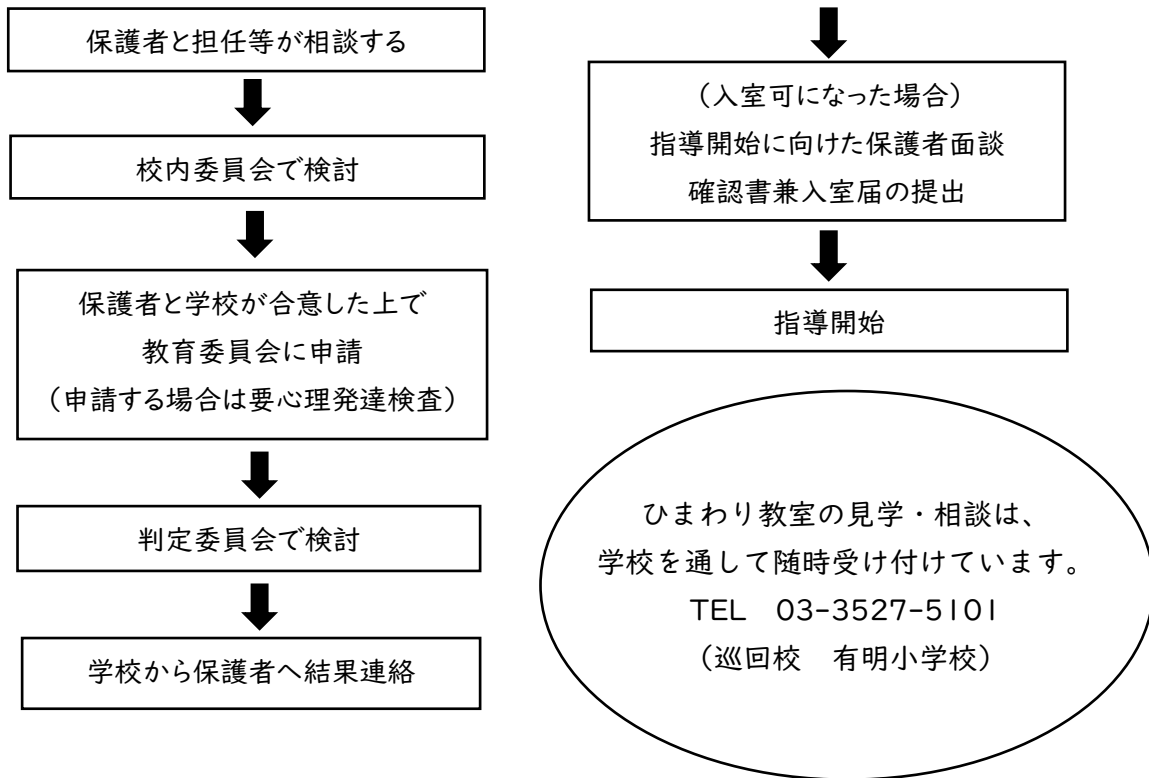 保護者と担任等が相談する
校内委員会で検討
保護者と学校が合意した上で
教育委員会に申請
（申請する場合は要心理発達検査）
判定委員会で検討
学校から保護者へ結果連絡
（入室可になった場合）
指導開始に向けた保護者面談
確認書兼入室届の提出
指導開始
ひまわり教室の見学・相談は、
学校を通して随時受け付けています。
TEL　03-3527-5101
（巡回校　有明小学校）